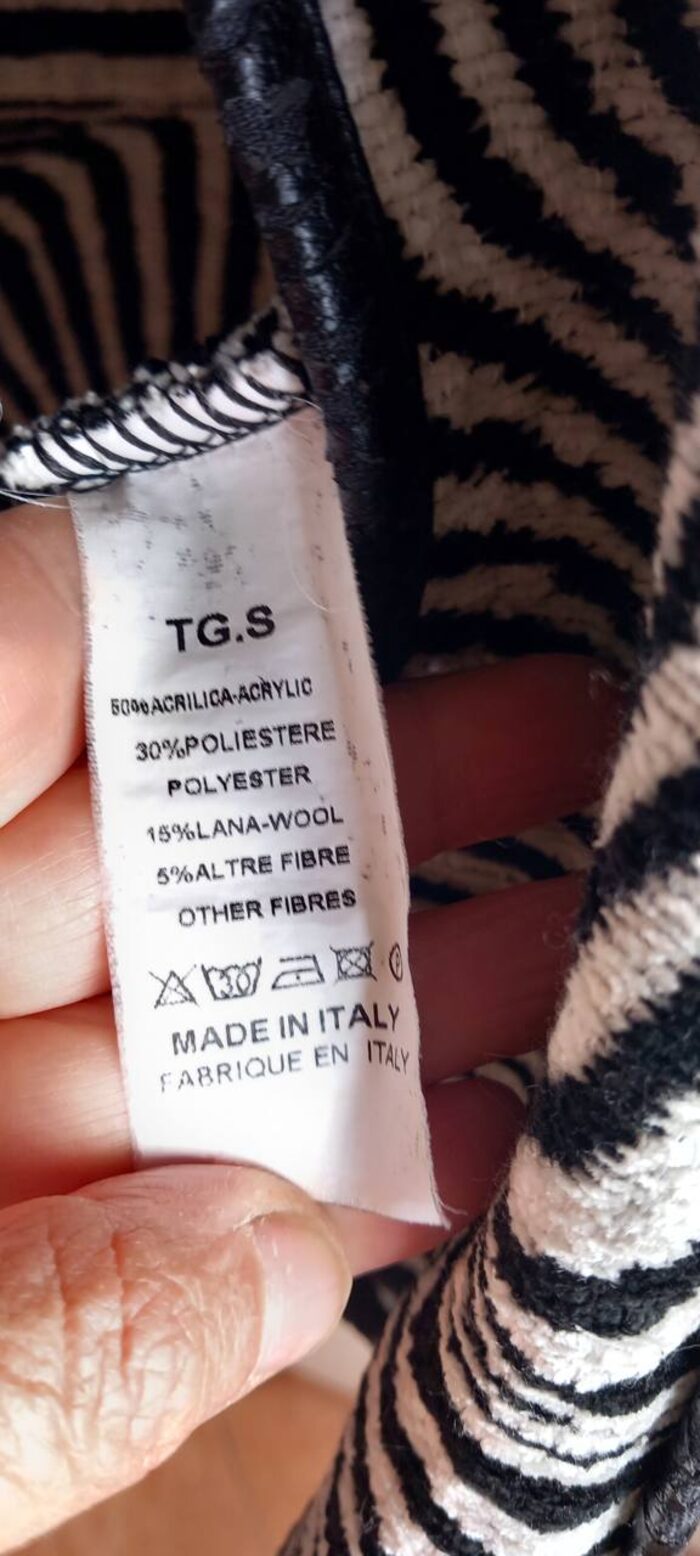 TG.S
50%ACRILICA-ACRYLIC
30%POLIESTERE
POLYESTER
15%LANA-WOOL
5%ALTRE FIBRE
OTHER FIBRES
30 P
MADE IN ITALY
FABRIQUE EN ITALY